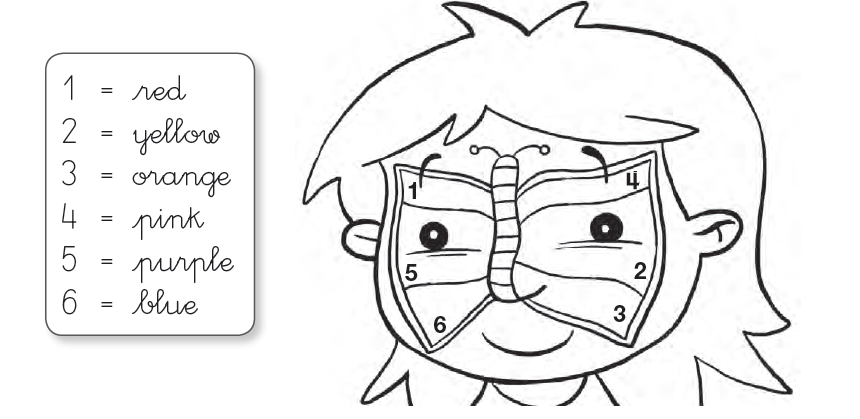 1 = red
2 = yellow
3 = orange
4 = pink
5 = purple
6 = blue
1
4
5
2
6
3